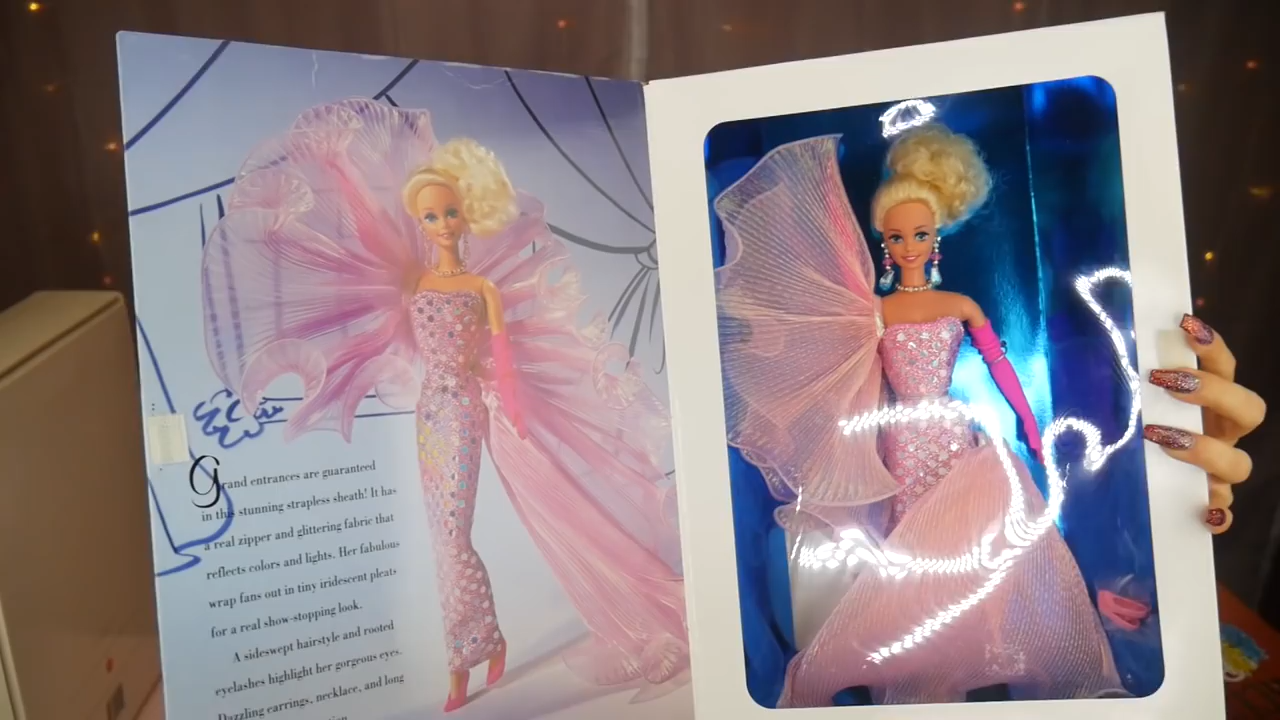 Grand entrances are guaranteed
in this stunning strapless sheath! It has
a real zipper and glittering fabric that
reflects colors and lights. Her fabulous
wrap fans out in tiny iridescent pleats
for a real show-stopping look.
A sideswept hairstyle and rooted
eyelashes highlight her gorgeous eyes.
Dazzling earrings, necklace, and long